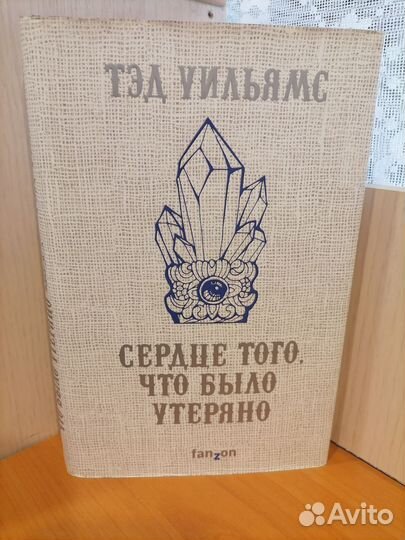 ТЭД УИЛЬЯМС
СЕРДЦЕ ТОГО,
ЧТО БЫЛО
УТЕРЯНО
fanzon
Avito